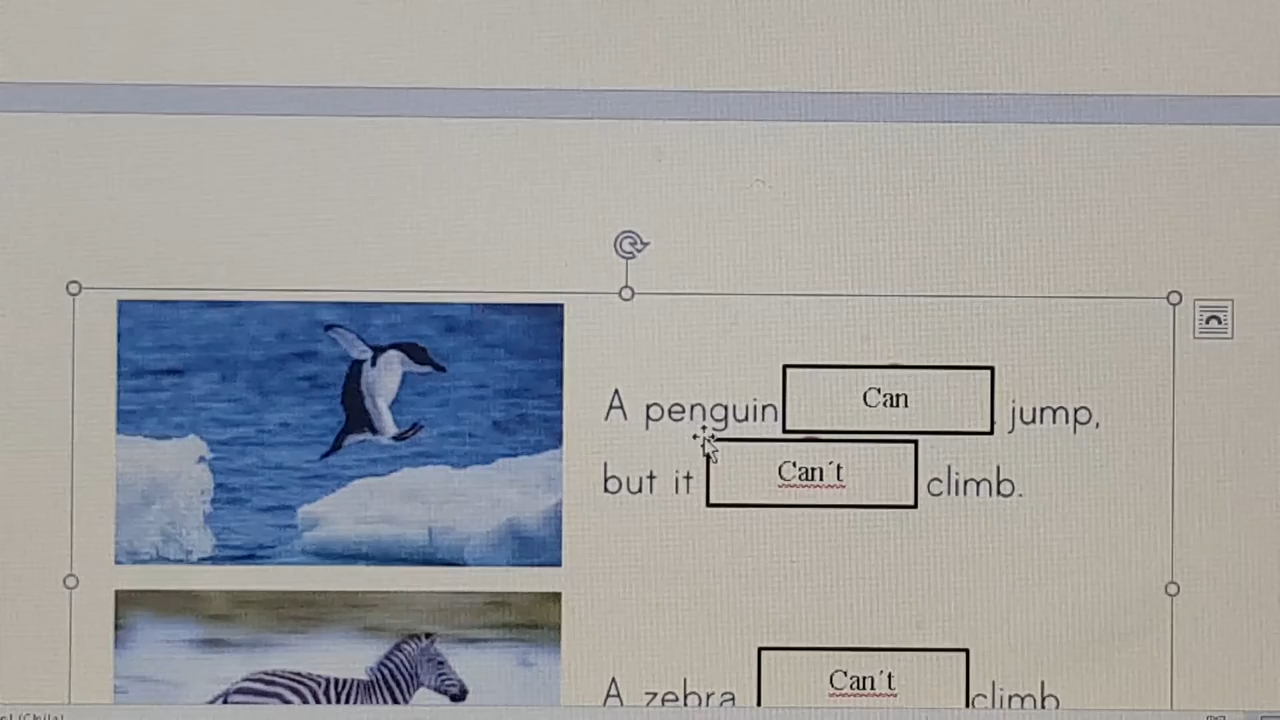 A penguin Can jump,
but it Can´t climb.
A zebra Can´t climb